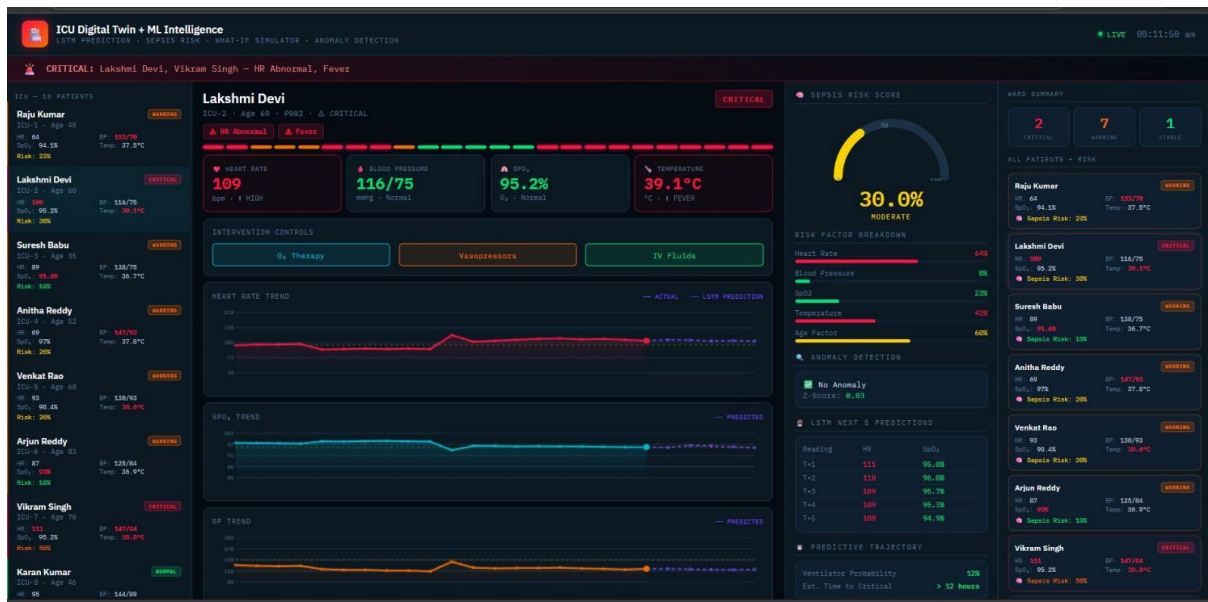 ICU Digital Twin + ML Intelligence
LSTM PREDICTION · SEPSIS RISK · WHAT-IF SIMULATOR · ANOMALY DETECTION
LIVE 08:11:50 am
CRITICAL: Lakshmi Devi, Vikram Singh — HR Abnormal, Fever
ICU — 10 PATIENTS
Raju Kumar WARNING
ICU-1 · Age 45
HR: 64 BP: 153/70
SpO₂: 94.1% Temp: 37.5°C
Risk: 23%
Lakshmi Devi CRITICAL
ICU-2 · Age 60
HR: 109 BP: 116/75
SpO₂: 95.2% Temp: 39.1°C
Risk: 30%
Suresh Babu WARNING
ICU-3 · Age 35
HR: 89 BP: 138/75
SpO₂: 91.6% Temp: 36.7°C
Risk: 18%
Anitha Reddy WARNING
ICU-4 · Age 52
HR: 69 BP: 147/93
SpO₂: 97% Temp: 37.8°C
Risk: 20%
Venkat Rao WARNING
ICU-5 · Age 68
HR: 93 BP: 130/93
SpO₂: 98.4% Temp: 38.6°C
Risk: 20%
Arjun Reddy WARNING
ICU-6 · Age 83
HR: 87 BP: 125/84
SpO₂: 93% Temp: 36.9°C
Risk: 18%
Vikram Singh CRITICAL
ICU-7 · Age 76
HR: 111 BP: 147/84
SpO₂: 95.2% Temp: 38.8°C
Risk: 50%
Karan Kumar NORMAL
ICU-8 · Age 46
HR: 95 BP: 144/89
Lakshmi Devi CRITICAL
ICU-2 · Age 60 · P002 · ⚠ CRITICAL
⚠ HR Abnormal ⚠ Fever
HEART RATE
109
bpm · ⬆ HIGH
BLOOD PRESSURE
116/75
mmHg · Normal
SPO₂
95.2%
O₂ · Normal
TEMPERATURE
39.1°C
°C · ⬆ FEVER
INTERVENTION CONTROLS
O₂ Therapy Vasopressors IV Fluids
HEART RATE TREND — ACTUAL — LSTM PREDICTION
170
SPO₂ TREND — PREDICTED
BP TREND — PREDICTED
SEPSIS RISK SCORE
50
100
30.0%
MODERATE
RISK FACTOR BREAKDOWN
Heart Rate 64%
Blood Pressure 8%
SpO2 23%
Temperature 42%
Age Factor 60%
ANOMALY DETECTION
No Anomaly
Z-Score: 0.83
LSTM NEXT 5 PREDICTIONS
Reading HR SpO₂
T+1 111 95.0%
T+2 110 96.0%
T+3 109 95.7%
T+4 109 95.3%
T+5 108 94.9%
PREDICTIVE TRAJECTORY
Ventilator Probability 12%
Est. Time to Critical > 12 hours
WARD SUMMARY
2
CRITICAL
7
WARNING
1
STABLE
ALL PATIENTS - RISK
Raju Kumar WARNING
HR: 64 BP: 153/70
SpO₂: 94.1% Temp: 37.5°C
Sepsis Risk: 23%
Lakshmi Devi CRITICAL
HR: 109 BP: 116/75
SpO₂: 95.2% Temp: 39.1°C
Sepsis Risk: 30%
Suresh Babu WARNING
HR: 89 BP: 138/75
SpO₂: 91.6% Temp: 36.7°C
Sepsis Risk: 18%
Anitha Reddy WARNING
HR: 69 BP: 147/93
SpO₂: 97% Temp: 37.8°C
Sepsis Risk: 20%
Venkat Rao WARNING
HR: 93 BP: 130/93
SpO₂: 98.4% Temp: 38.6°C
Sepsis Risk: 20%
Arjun Reddy WARNING
HR: 87 BP: 125/84
SpO₂: 93% Temp: 36.9°C
Sepsis Risk: 18%
Vikram Singh CRITICAL
HR: 111 BP: 147/84
SpO₂: 95.2% Temp: 38.8°C
Sepsis Risk: 50%